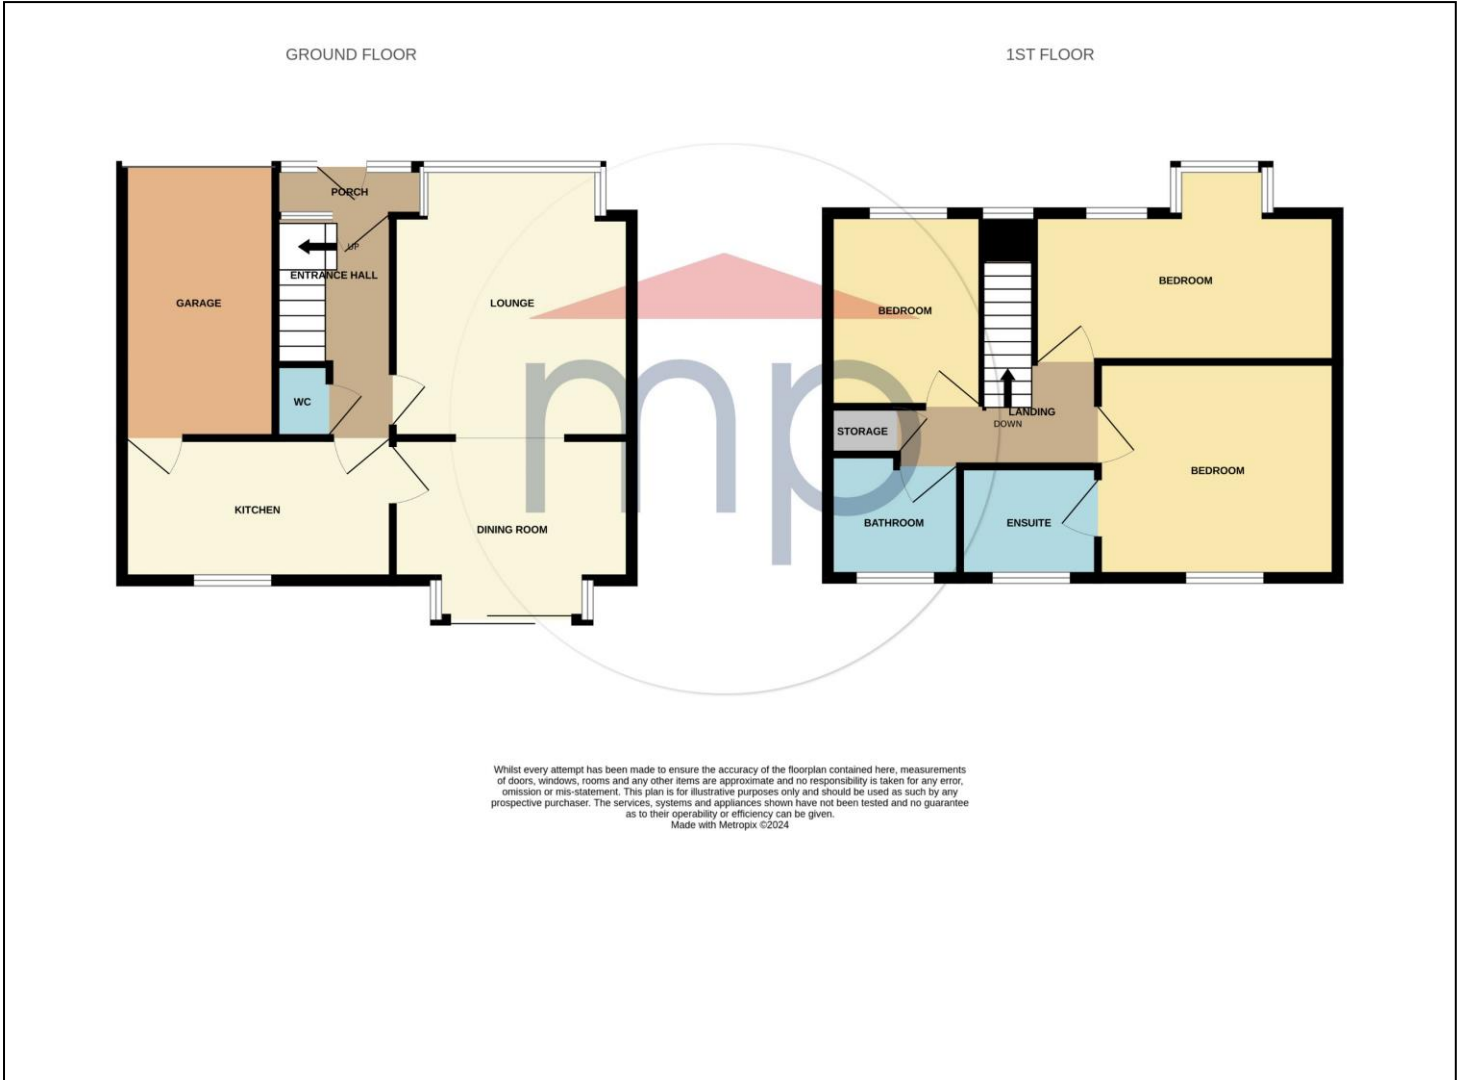 GROUND FLOOR
1ST FLOOR
PORCH
UP
ENTRANCE HALL
GARAGE
LOUNGE
WC
KITCHEN
DINING ROOM
BEDROOM
BEDROOM
LANDING
DOWN
STORAGE
BEDROOM
BATHROOM
ENSUITE
mp
Whilst every attempt has been made to ensure the accuracy of the floorplan contained here, measurements
of doors, windows, rooms and any other items are approximate and no responsibility is taken for any error,
omission or mis-statement. This plan is for illustrative purposes only and should be used as such by any
prospective purchaser. The services, systems and appliances shown have not been tested and no guarantee
as to their operability or efficiency can be given.
Made with Metropix ©2024